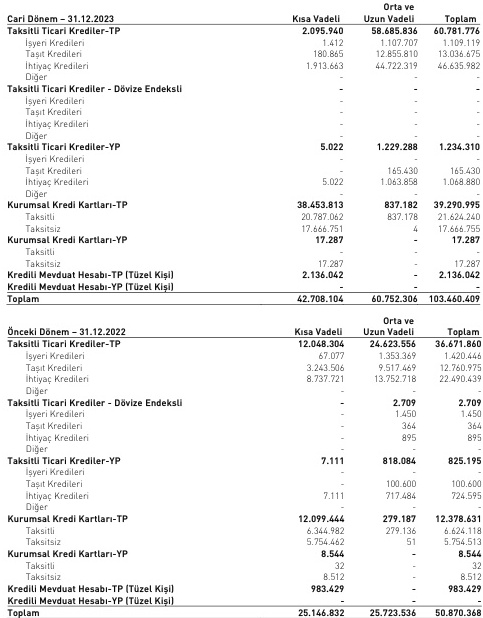 Orta ve
Cari Dönem – 31.12.2023 Kısa Vadeli Uzun Vadeli Toplam
Taksitli Ticari Krediler-TP 2.095.940 58.685.836 60.781.776
İşyeri Kredileri 1.412 1.107.707 1.109.119
Taşıt Kredileri 180.865 12.855.810 13.036.675
İhtiyaç Kredileri 1.913.663 44.722.319 46.635.982
Diğer - - -
Taksitli Ticari Krediler - Dövize Endeksli - - -
İşyeri Kredileri - - -
Taşıt Kredileri - - -
İhtiyaç Kredileri - - -
Diğer - - -
Taksitli Ticari Krediler-YP 5.022 1.229.288 1.234.310
İşyeri Kredileri - - -
Taşıt Kredileri - 165.430 165.430
İhtiyaç Kredileri 5.022 1.063.858 1.068.880
Diğer - - -
Kurumsal Kredi Kartları-TP 38.453.813 837.182 39.290.995
Taksitli 20.787.062 837.178 21.624.240
Taksitsiz 17.666.751 4 17.666.755
Kurumsal Kredi Kartları-YP 17.287 - 17.287
Taksitli - - -
Taksitsiz 17.287 - 17.287
Kredili Mevduat Hesabı-TP (Tüzel Kişi) 2.136.042 - 2.136.042
Kredili Mevduat Hesabı-YP (Tüzel Kişi) - - -
Toplam 42.708.104 60.752.306 103.460.409
Orta ve
Önceki Dönem – 31.12.2022 Kısa Vadeli Uzun Vadeli Toplam
Taksitli Ticari Krediler-TP 12.048.304 24.623.556 36.671.860
İşyeri Kredileri 67.077 1.353.369 1.420.446
Taşıt Kredileri 3.243.506 9.517.469 12.760.975
İhtiyaç Kredileri 8.737.721 13.752.718 22.490.439
Diğer - - -
Taksitli Ticari Krediler - Dövize Endeksli - 2.709 2.709
İşyeri Kredileri - 1.450 1.450
Taşıt Kredileri - 364 364
İhtiyaç Kredileri - 895 895
Diğer - - -
Taksitli Ticari Krediler-YP 7.111 818.084 825.195
İşyeri Kredileri - - -
Taşıt Kredileri - 100.600 100.600
İhtiyaç Kredileri 7.111 717.484 724.595
Diğer - - -
Kurumsal Kredi Kartları-TP 12.099.444 279.187 12.378.631
Taksitli 6.344.982 279.136 6.624.118
Taksitsiz 5.754.462 51 5.754.513
Kurumsal Kredi Kartları-YP 8.544 - 8.544
Taksitli 32 - 32
Taksitsiz 8.512 - 8.512
Kredili Mevduat Hesabı-TP (Tüzel Kişi) 983.429 - 983.429
Kredili Mevduat Hesabı-YP (Tüzel Kişi) - - -
Toplam 25.146.832 25.723.536 50.870.368